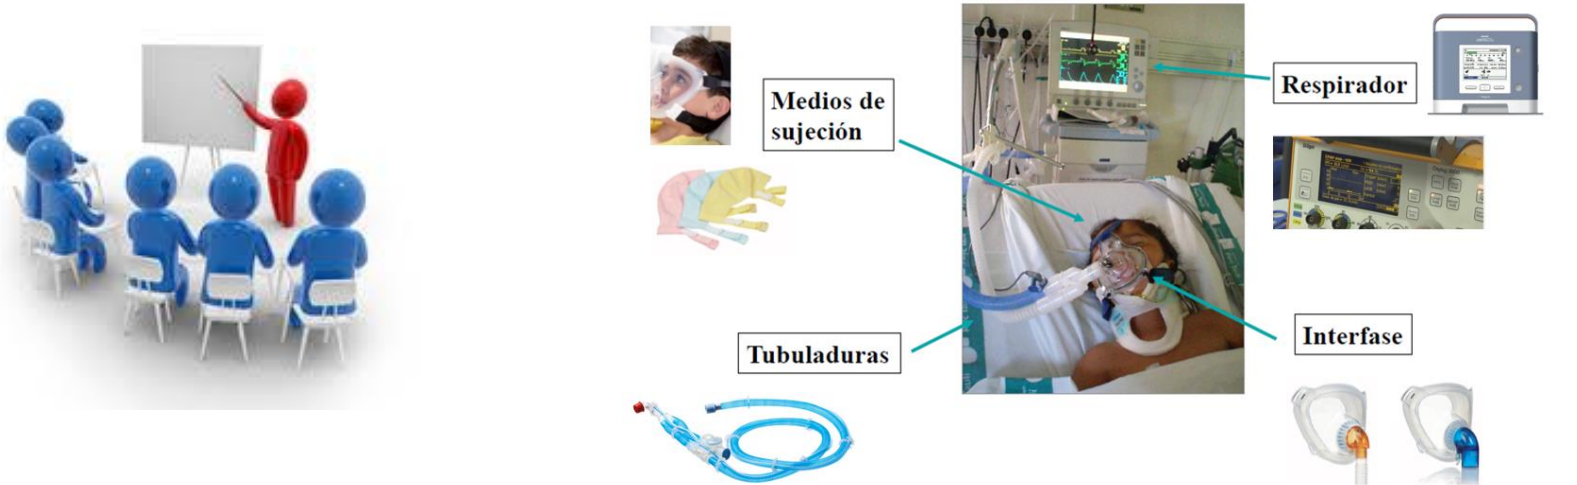 Medios de
sujeción
Respirador
Tubuladuras
Interfase